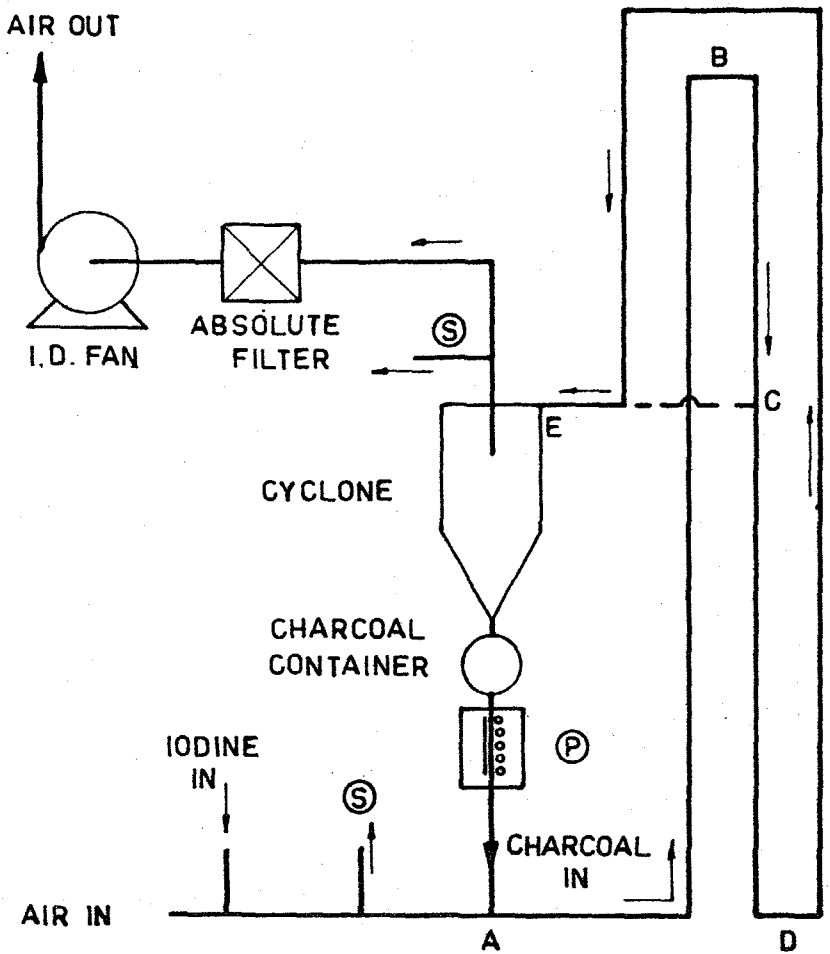 AIR OUT
B
I.D. FAN
ABSOLUTE
FILTER
S
E
C
CYCLONE
CHARCOAL
CONTAINER
IODINE
IN
P
S
CHARCOAL
IN
AIR IN
A
D